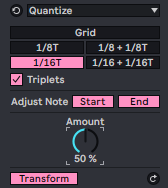 Quantize
Grid
1/8T 1/8 + 1/8T
1/16T 1/16 + 1/16T
Triplets
Adjust Note Start End
Amount
50 %
Transform